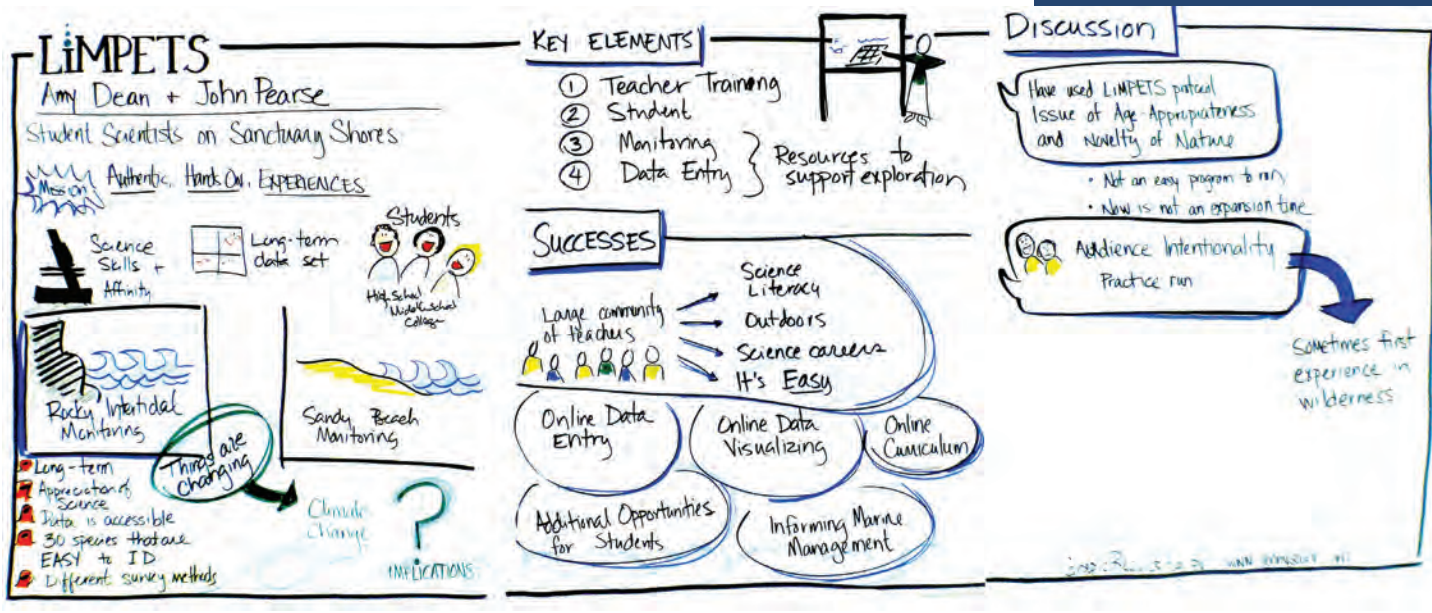 LiMPETS
Amy Dean + John Pearse
Student Scientists on Sanctuary Shores
Mission
Authentic, Hands On, EXPERIENCES
Science
Skills +
Affinity
Long-term
data set
Students
High School
Middle School
College
Rocky Intertidal
Monitoring
Sandy Beach
Monitoring
Things are
changing
Long-term
Appreciation of
Science
Data is accessible
30 species that are
EASY to ID
Different survey methods
Climate
Change
?
IMPLICATIONS
KEY ELEMENTS
1 Teacher Training
2 Student
3 Monitoring
4 Data Entry
Resources to
support exploration
SUCCESSES
Large community
of teachers
Science
Literacy
Outdoors
Science careers
It's Easy
Online Data
Entry
Online Data
Visualizing
Online
Curriculum
Additional Opportunities
for Students
Informing Marine
Management
Discussion
Have used LiMPETS protocol
Issue of Age-Appropriateness
and Novelty of Nature
• Not an easy program to run
• Now is not an expansion time
Audience Intentionality
Practice run
Sometimes first
experience in
wilderness